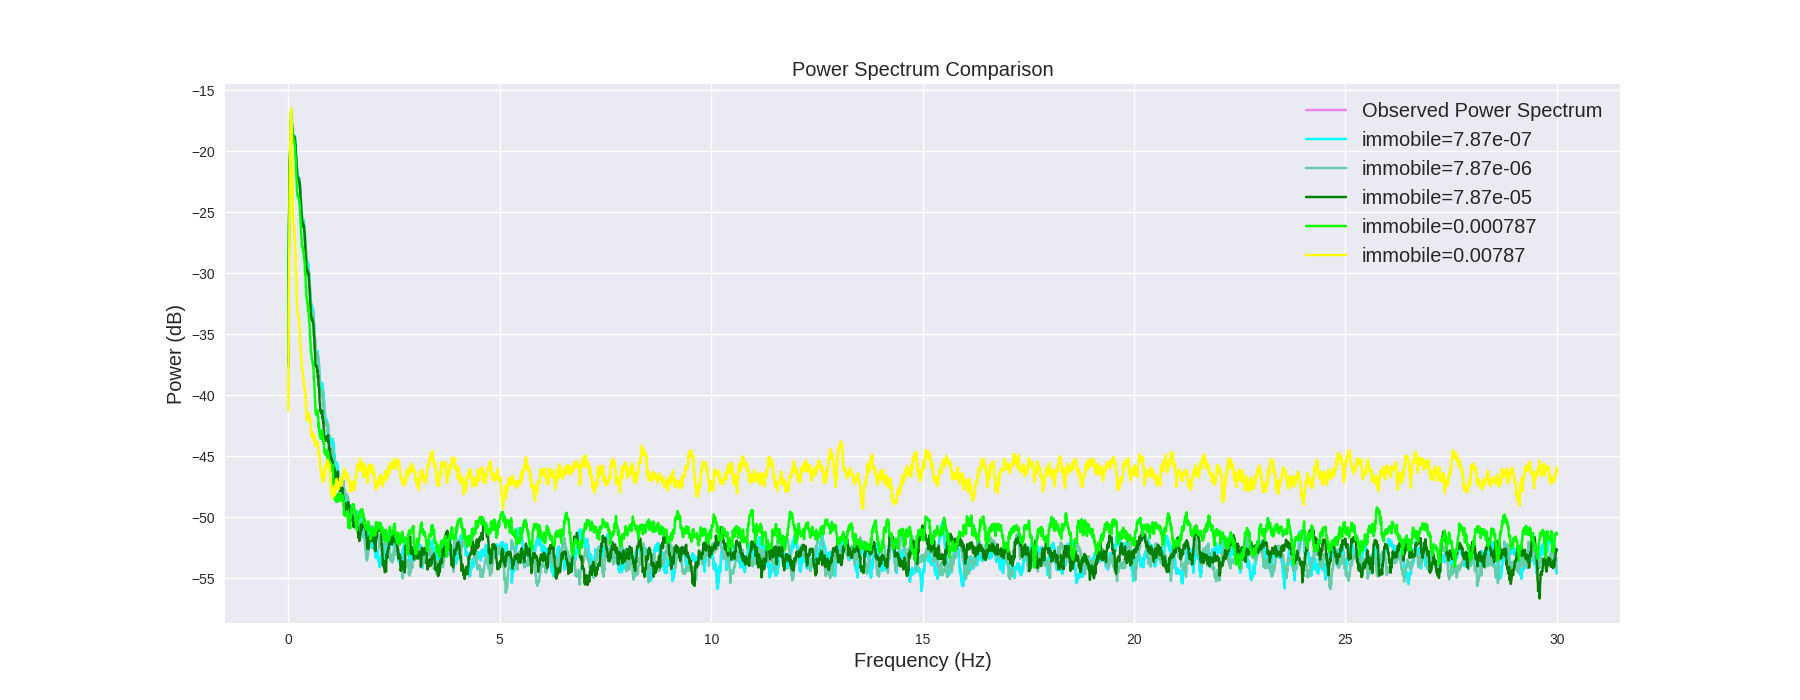 Power Spectrum Comparison
−15
−20
−25
−30
−35
−40
−45
−50
−55
Power (dB)
Observed Power Spectrum
immobile=7.87e-07
immobile=7.87e-06
immobile=7.87e-05
immobile=0.000787
immobile=0.00787
0 5 10 15 20 25 30
Frequency (Hz)